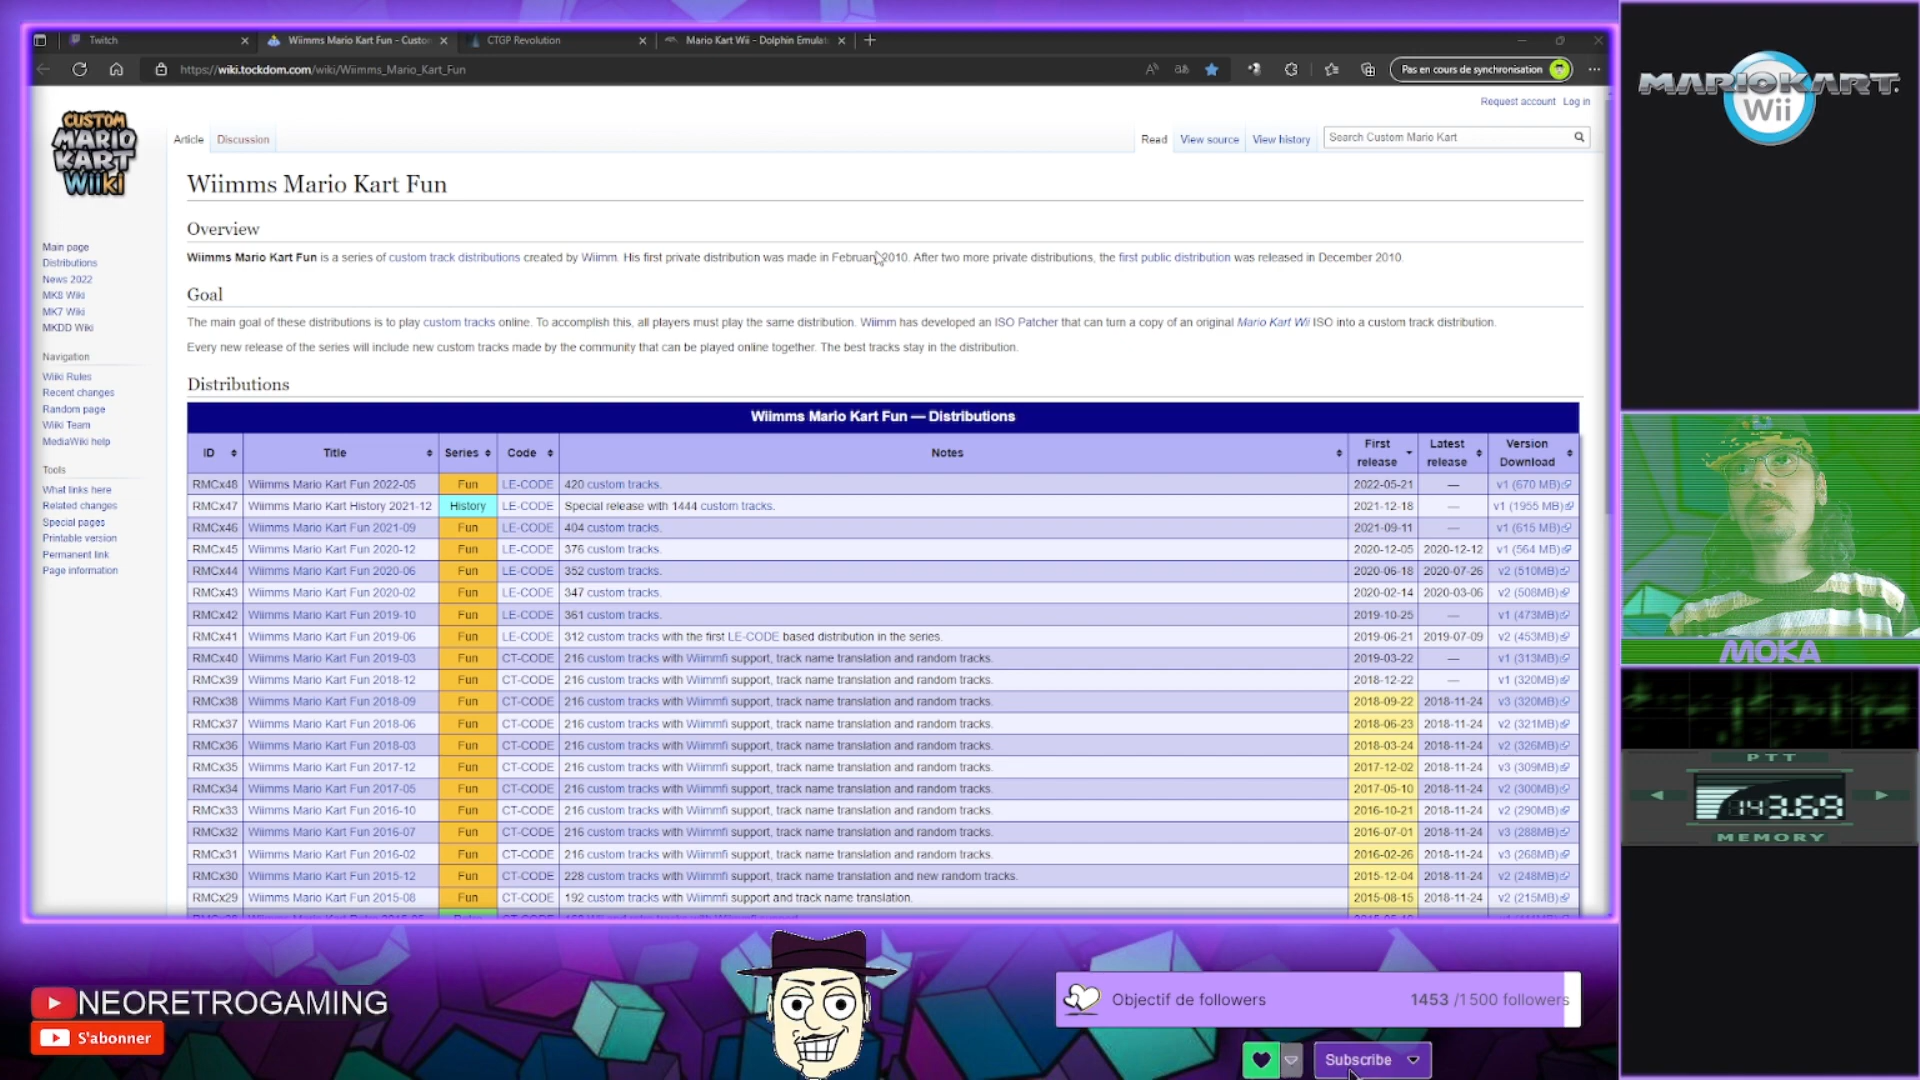 Twitch
Wiimms Mario Kart Fun - Custo
CTGP Revolution
Mario Kart Wii - Dolphin Emulat
https://wiki.tockdom.com/wiki/Wiimms_Mario_Kart_Fun
Pas en cours de synchronisation
Request account Log in
CUSTOM
MARIO
KART
Wiiki
Article Discussion
Read View source View history Search Custom Mario Kart
Wiimms Mario Kart Fun
Overview
Wiimms Mario Kart Fun is a series of custom track distributions created by Wiimm. His first private distribution was made in February 2010. After two more private distributions, the first public distribution was released in December 2010.
Goal
The main goal of these distributions is to play custom tracks online. To accomplish this, all players must play the same distribution. Wiimm has developed an ISO Patcher that can turn a copy of an original Mario Kart Wii ISO into a custom track distribution.
Every new release of the series will include new custom tracks made by the community that can be played online together. The best tracks stay in the distribution.
Main page
Distributions
News 2022
MK8 Wiki
MK7 Wiki
MKDD Wiki
Navigation
Wiiki Rules
Recent changes
Random page
Wiki Team
MediaWiki help
Tools
What links here
Related changes
Special pages
Printable version
Permanent link
Page information
Distributions
Wiimms Mario Kart Fun — Distributions
ID Title Series Code Notes First release Latest release Version Download
RMCx48 Wiimms Mario Kart Fun 2022-05 Fun LE-CODE 420 custom tracks. 2022-05-21 — v1 (670 MB)
RMCx47 Wiimms Mario Kart History 2021-12 History LE-CODE Special release with 1444 custom tracks. 2021-12-18 — v1 (1955 MB)
RMCx46 Wiimms Mario Kart Fun 2021-09 Fun LE-CODE 404 custom tracks. 2021-09-11 — v1 (615 MB)
RMCx45 Wiimms Mario Kart Fun 2020-12 Fun LE-CODE 376 custom tracks. 2020-12-05 2020-12-12 v1 (564 MB)
RMCx44 Wiimms Mario Kart Fun 2020-06 Fun LE-CODE 352 custom tracks. 2020-06-18 2020-07-26 v2 (510MB)
RMCx43 Wiimms Mario Kart Fun 2020-02 Fun LE-CODE 347 custom tracks. 2020-02-14 2020-03-06 v2 (508MB)
RMCx42 Wiimms Mario Kart Fun 2019-10 Fun LE-CODE 361 custom tracks. 2019-10-25 — v1 (473MB)
RMCx41 Wiimms Mario Kart Fun 2019-06 Fun LE-CODE 312 custom tracks with the first LE-CODE based distribution in the series. 2019-06-21 2019-07-09 v2 (453MB)
RMCx40 Wiimms Mario Kart Fun 2019-03 Fun CT-CODE 216 custom tracks with Wiimmfi support, track name translation and random tracks. 2019-03-22 — v1 (313MB)
RMCx39 Wiimms Mario Kart Fun 2018-12 Fun CT-CODE 216 custom tracks with Wiimmfi support, track name translation and random tracks. 2018-12-22 — v1 (320MB)
RMCx38 Wiimms Mario Kart Fun 2018-09 Fun CT-CODE 216 custom tracks with Wiimmfi support, track name translation and random tracks. 2018-09-22 2018-11-24 v3 (320MB)
RMCx37 Wiimms Mario Kart Fun 2018-06 Fun CT-CODE 216 custom tracks with Wiimmfi support, track name translation and random tracks. 2018-06-23 2018-11-24 v2 (321MB)
RMCx36 Wiimms Mario Kart Fun 2018-03 Fun CT-CODE 216 custom tracks with Wiimmfi support, track name translation and random tracks. 2018-03-24 2018-11-24 v2 (326MB)
RMCx35 Wiimms Mario Kart Fun 2017-12 Fun CT-CODE 216 custom tracks with Wiimmfi support, track name translation and random tracks. 2017-12-02 2018-11-24 v3 (309MB)
RMCx34 Wiimms Mario Kart Fun 2017-05 Fun CT-CODE 216 custom tracks with Wiimmfi support, track name translation and random tracks. 2017-05-10 2018-11-24 v2 (300MB)
RMCx33 Wiimms Mario Kart Fun 2016-10 Fun CT-CODE 216 custom tracks with Wiimmfi support, track name translation and random tracks. 2016-10-21 2018-11-24 v2 (290MB)
RMCx32 Wiimms Mario Kart Fun 2016-07 Fun CT-CODE 216 custom tracks with Wiimmfi support, track name translation and random tracks. 2016-07-01 2018-11-24 v3 (288MB)
RMCx31 Wiimms Mario Kart Fun 2016-02 Fun CT-CODE 216 custom tracks with Wiimmfi support, track name translation and random tracks. 2016-02-26 2018-11-24 v3 (268MB)
RMCx30 Wiimms Mario Kart Fun 2015-12 Fun CT-CODE 228 custom tracks with Wiimmfi support, track name translation and new random tracks. 2015-12-04 2018-11-24 v2 (248MB)
RMCx29 Wiimms Mario Kart Fun 2015-08 Fun CT-CODE 192 custom tracks with Wiimmfi support and track name translation. 2015-08-15 2018-11-24 v2 (215MB)
MARIOKART
Wii
MOKA
PTT
143.69
MEMORY
NEORETROGAMING
S'abonner
Objectif de followers 1453 /1500 followers
Subscribe